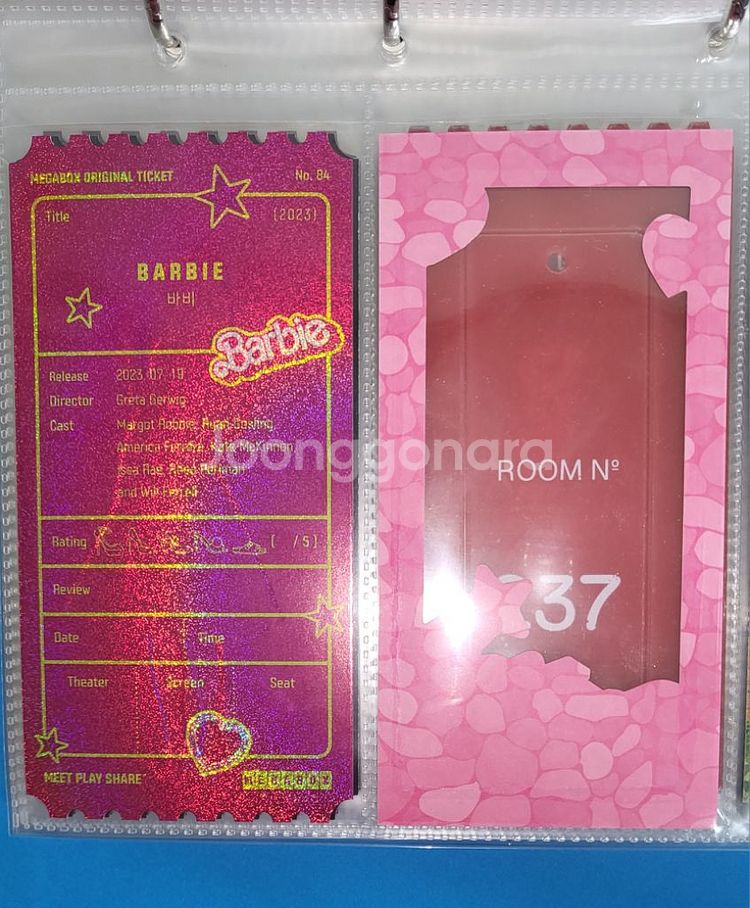 MEGABOX ORIGINAL TICKET No. 84
Title (2023)
BARBIE
바비
Barbie
Release 2023.07.19
Director Greta Gerwig
Cast Margot Robbie, Ryan Gosling
America Ferrera, Kate McKinnon
Issa Rae, Rhea Perlman
and Will Ferrell
Rating ( /5)
Review
Date Time
Theater Screen Seat
MEET PLAY SHARE MEGABOX
joonggonara
ROOM Nº
237